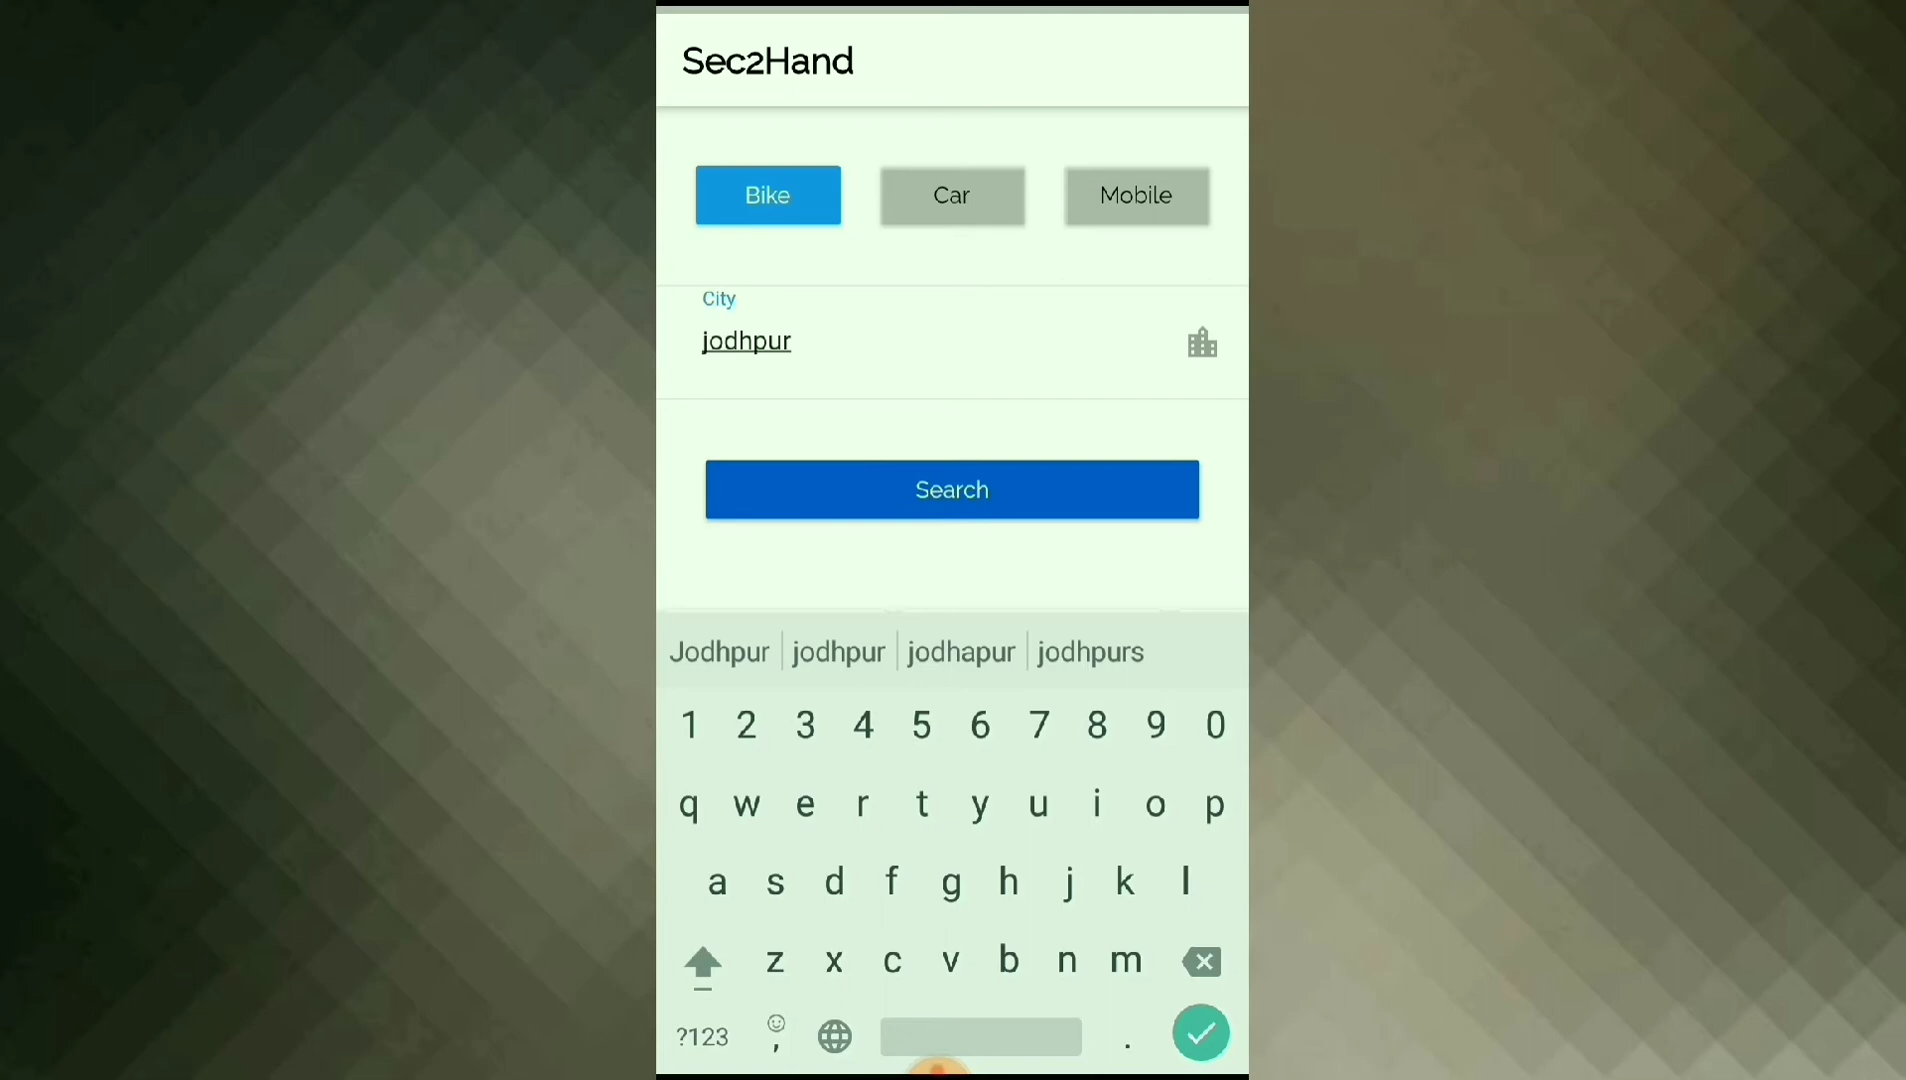 Sec2Hand
Bike Car Mobile
City
jodhpur
Search
Jodhpur jodhpur jodhapur jodhpurs
1 2 3 4 5 6 7 8 9 0
q w e r t y u i o p
a s d f g h j k l
z x c v b n m
?123 , .